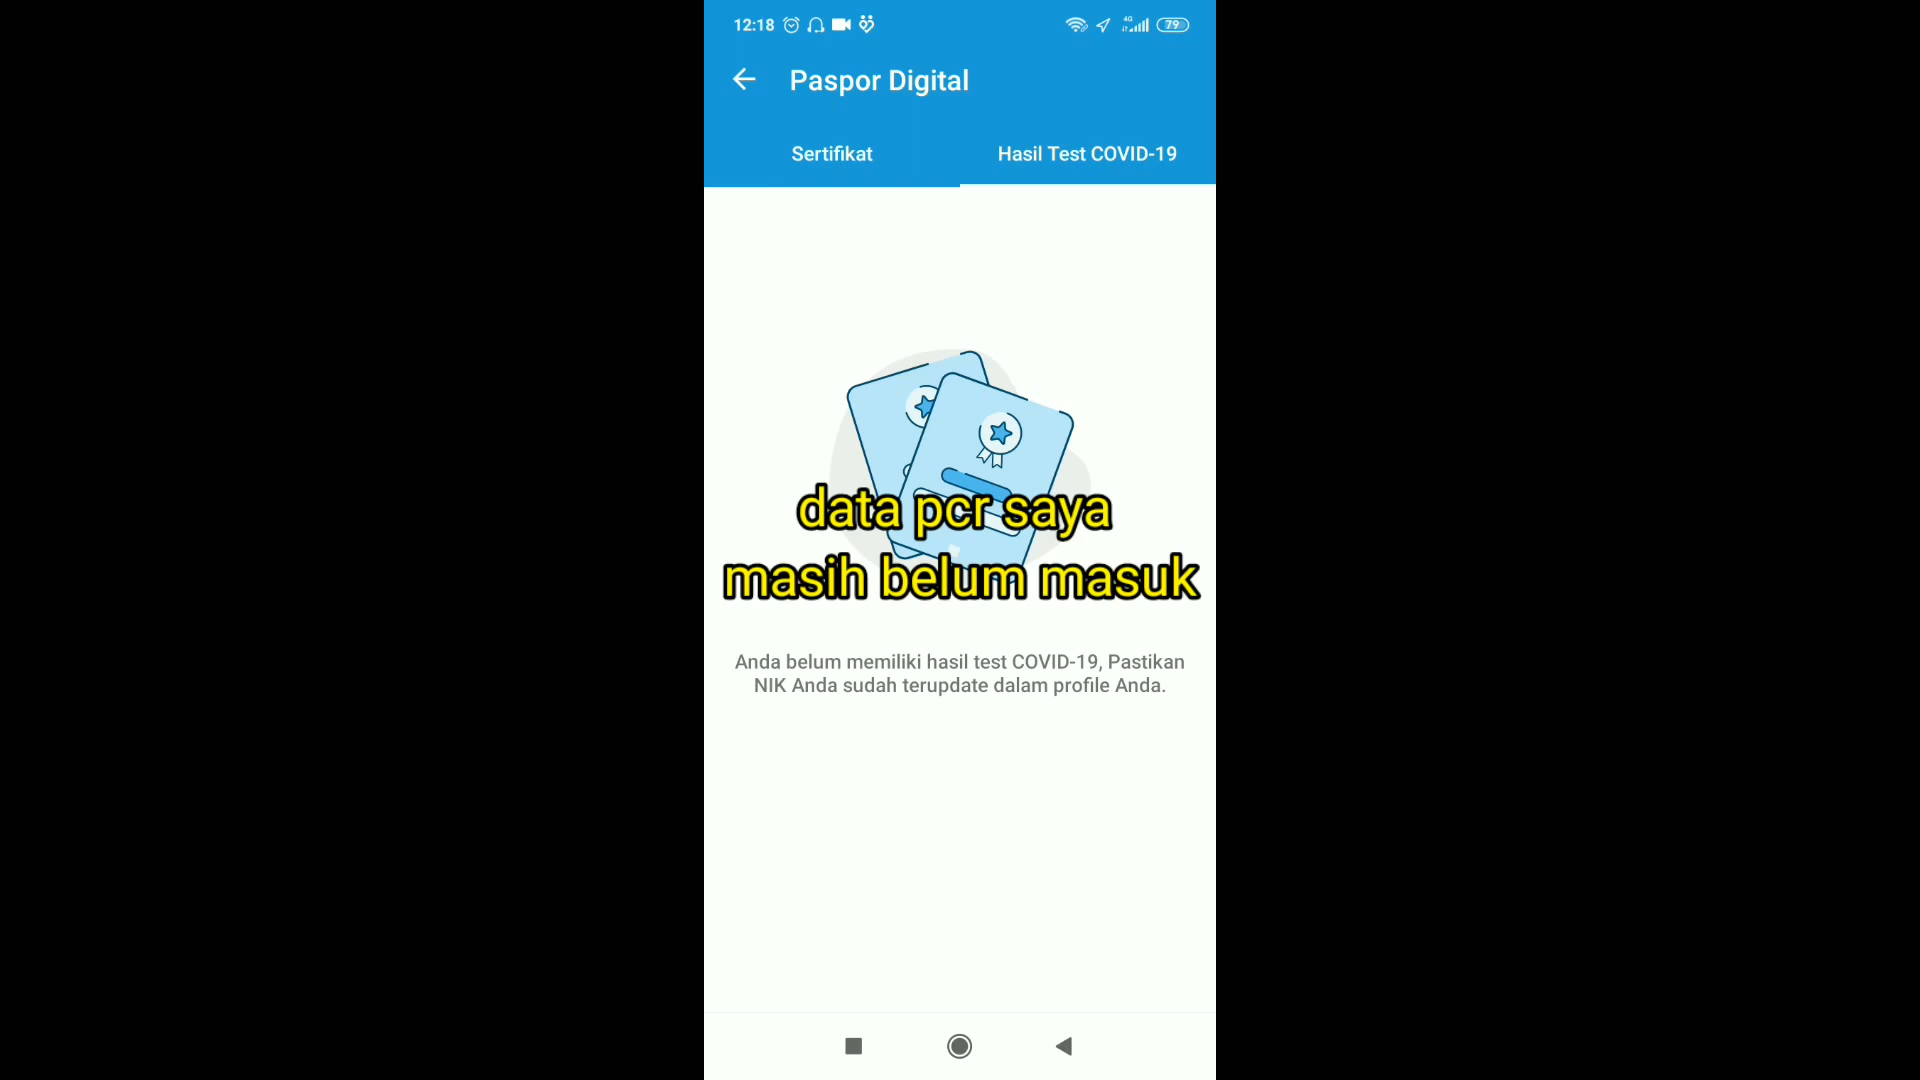 12:18
4G
79
Paspor Digital
Sertifikat
Hasil Test COVID-19
data pcr saya
masih belum masuk
Anda belum memiliki hasil test COVID-19, Pastikan
NIK Anda sudah terupdate dalam profile Anda.